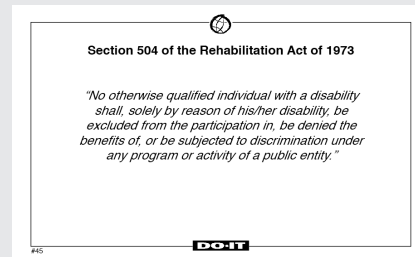 Section 504 of the Rehabilitation Act of 1973
“No otherwise qualified individual with a disability
shall, solely by reason of his/her disability, be
excluded from the participation in, be denied the
benefits of, or be subjected to discrimination under
any program or activity of a public entity.”
DO-IT
#45